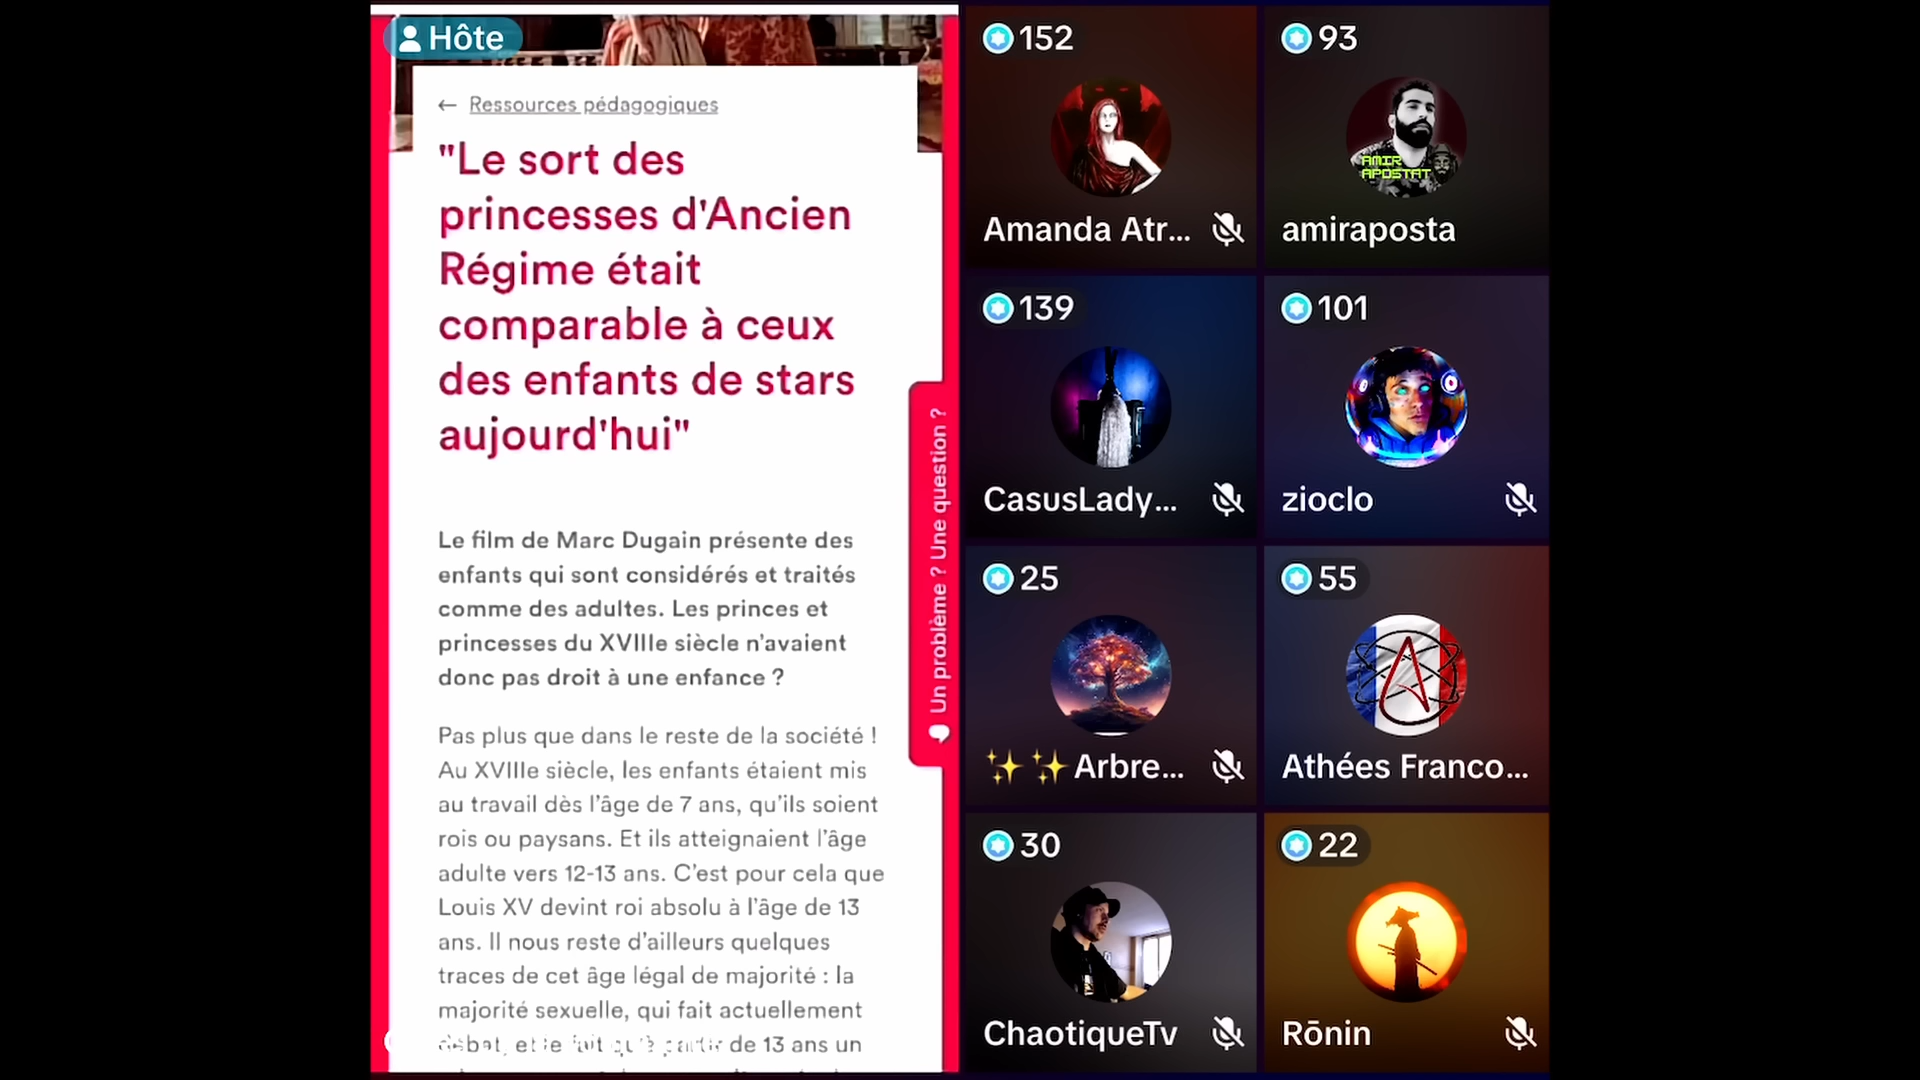 Hôte
← Ressources pédagogiques
"Le sort des
princesses d'Ancien
Régime était
comparable à ceux
des enfants de stars
aujourd'hui"
Le film de Marc Dugain présente des
enfants qui sont considérés et traités
comme des adultes. Les princes et
princesses du XVIIIe siècle n'avaient
donc pas droit à une enfance ?
Pas plus que dans le reste de la société !
Au XVIIIe siècle, les enfants étaient mis
au travail dès l'âge de 7 ans, qu'ils soient
rois ou paysans. Et ils atteignaient l'âge
adulte vers 12-13 ans. C'est pour cela que
Louis XV devint roi absolu à l'âge de 13
ans. Il nous reste d'ailleurs quelques
traces de cet âge légal de majorité : la
majorité sexuelle, qui fait actuellement
de 13 ans un
Un problème ? Une question ?
152
Amanda Atr...
93
AMIR
APOSTAT
amiraposta
139
CasusLady...
101
zioclo
25
✨✨Arbre...
55
Athées Franco...
30
ChaotiqueTv
22
Rōnin